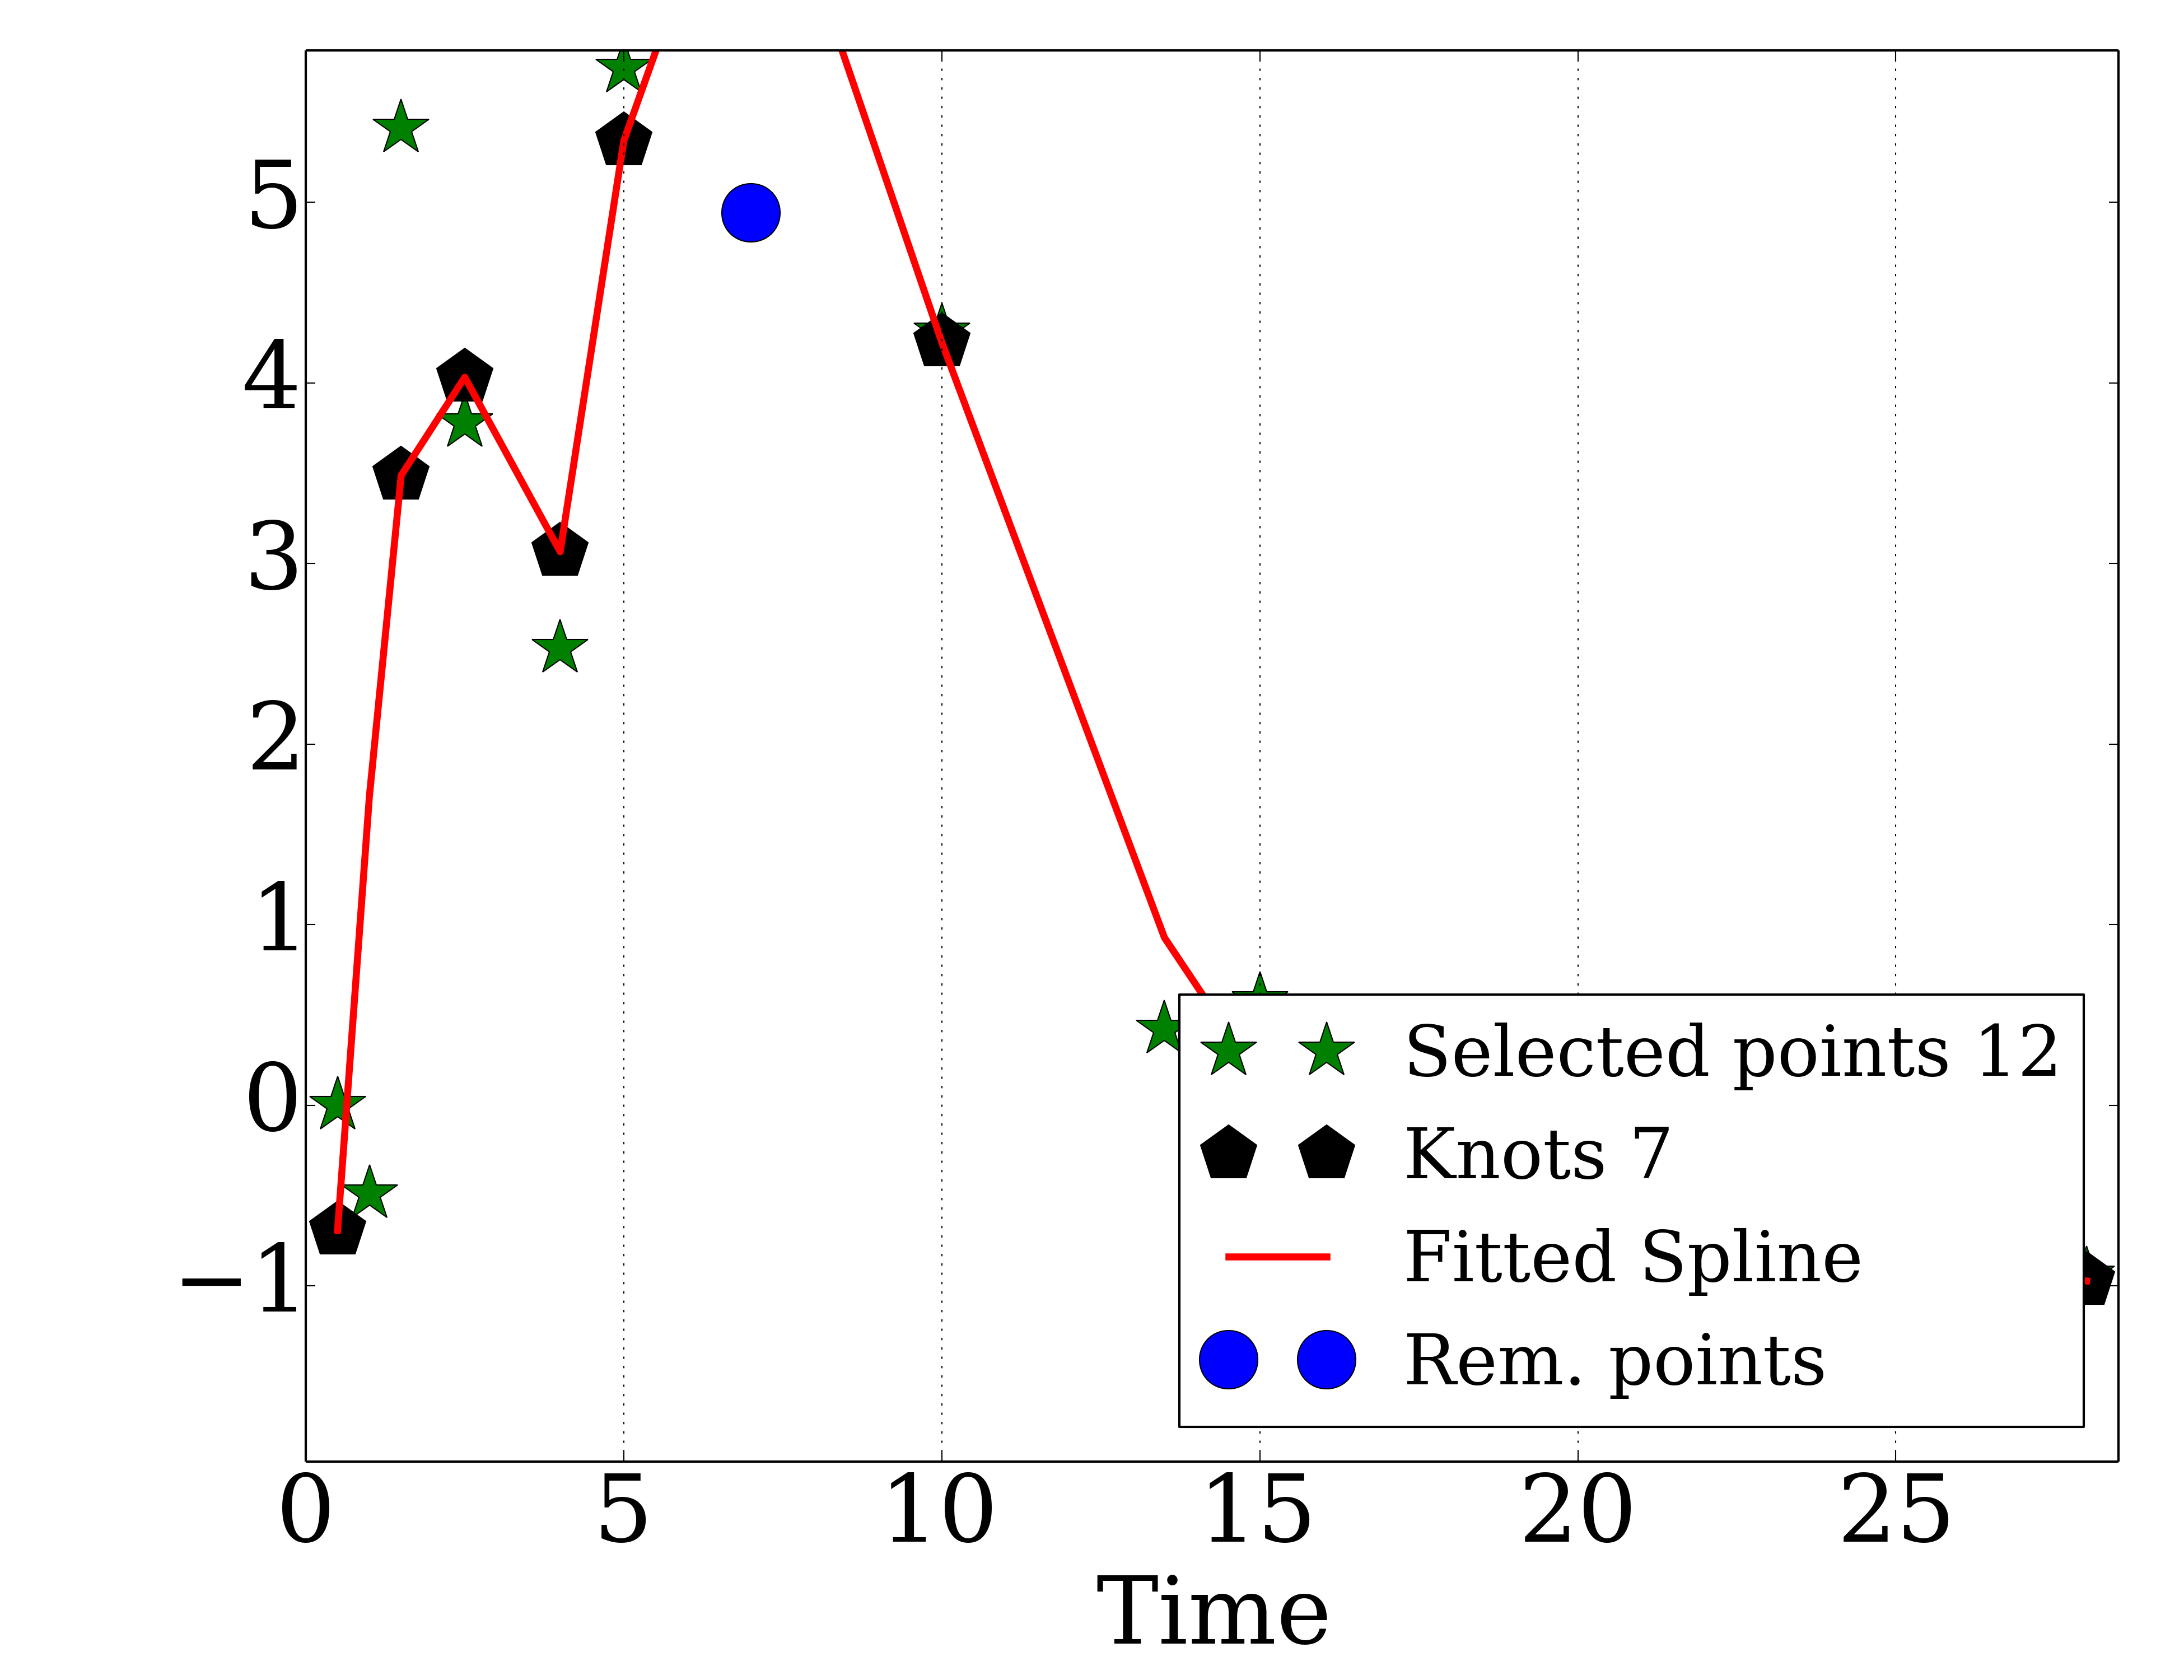 5
4
3
2
1
0
−1
Selected points 12
Knots 7
Fitted Spline
Rem. points
0 5 10 15 20 25
Time